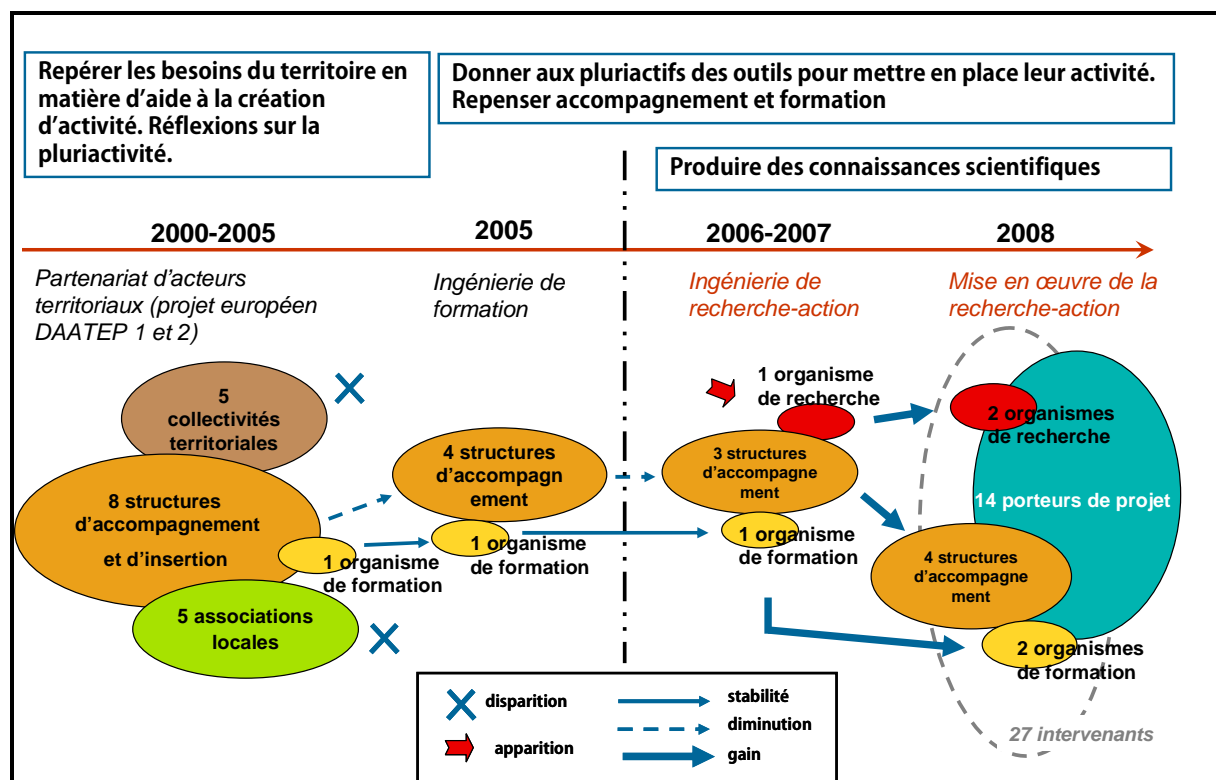 Repérer les besoins du territoire en
matière d'aide à la création
d'activité. Réflexions sur la
pluriactivité.
Donner aux pluriactifs des outils pour mettre en place leur activité.
Repenser accompagnement et formation
Produire des connaissances scientifiques
2000-2005
2005
2006-2007
2008
Partenariat d'acteurs
territoriaux (projet européen
DAATEP 1 et 2)
Ingénierie de
formation
Ingénierie de
recherche-action
Mise en œuvre de la
recherche-action
5
collectivités
territoriales
8 structures
d'accompagnement
et d'insertion
1 organisme
de formation
5 associations
locales
4 structures
d'accompagn
ement
1 organisme
de formation
1 organisme
de recherche
3 structures
d'accompagne
ment
1 organisme
de formation
2 organismes
de recherche
14 porteurs de projet
4 structures
d'accompagne
ment
2 organismes
de formation
27 intervenants
disparition
apparition
stabilité
diminution
gain